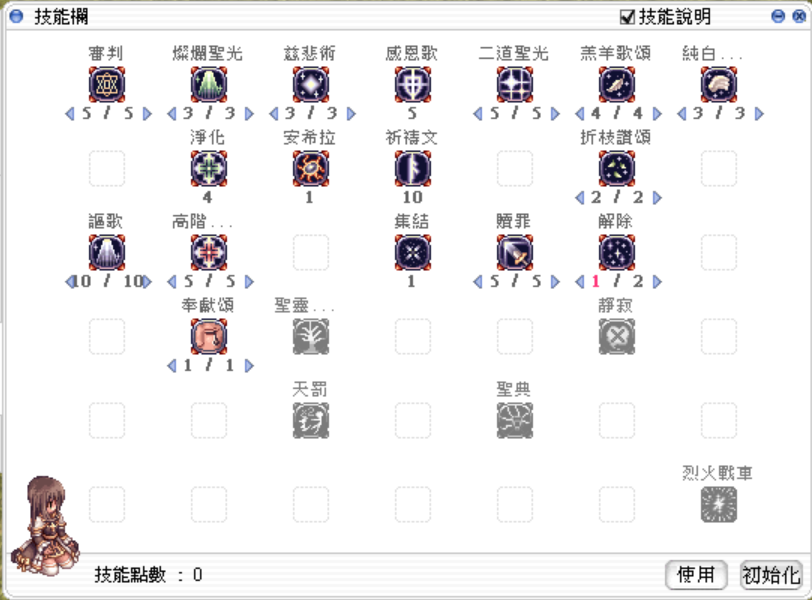 技能欄 技能說明
審判 燦爛聖光 慈悲術 感恩歌 二道聖光 羔羊歌頌 純白...
5 / 5 3 / 3 3 / 3 5 5 / 5 4 / 4 3 / 3
淨化 安希拉 祈禱文 折枝讚頌
4 1 10 2 / 2
謳歌 高階... 集結 贖罪 解除
10 / 10 5 / 5 1 5 / 5 1 / 2
奉獻頌 聖靈... 靜寂
1 / 1
天罰 聖典
烈火戰車
技能點數 : 0 使用 初始化